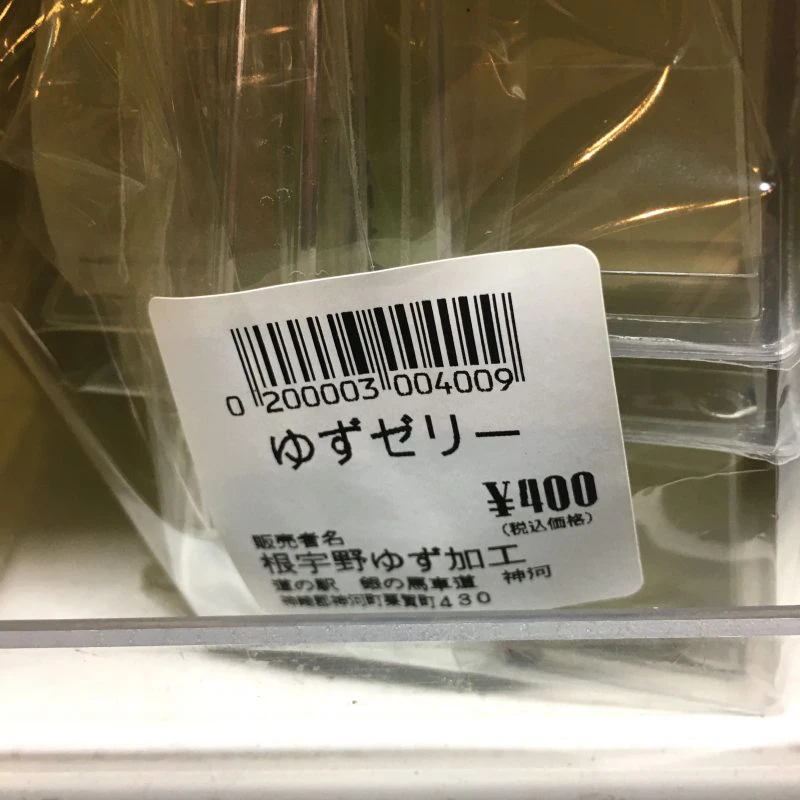 0 200003 004009
ゆずゼリー
¥400
(税込価格)
販売者名
根宇野ゆず加工
道の駅 銀の馬車道 神河
神崎郡神河町粟賀町430